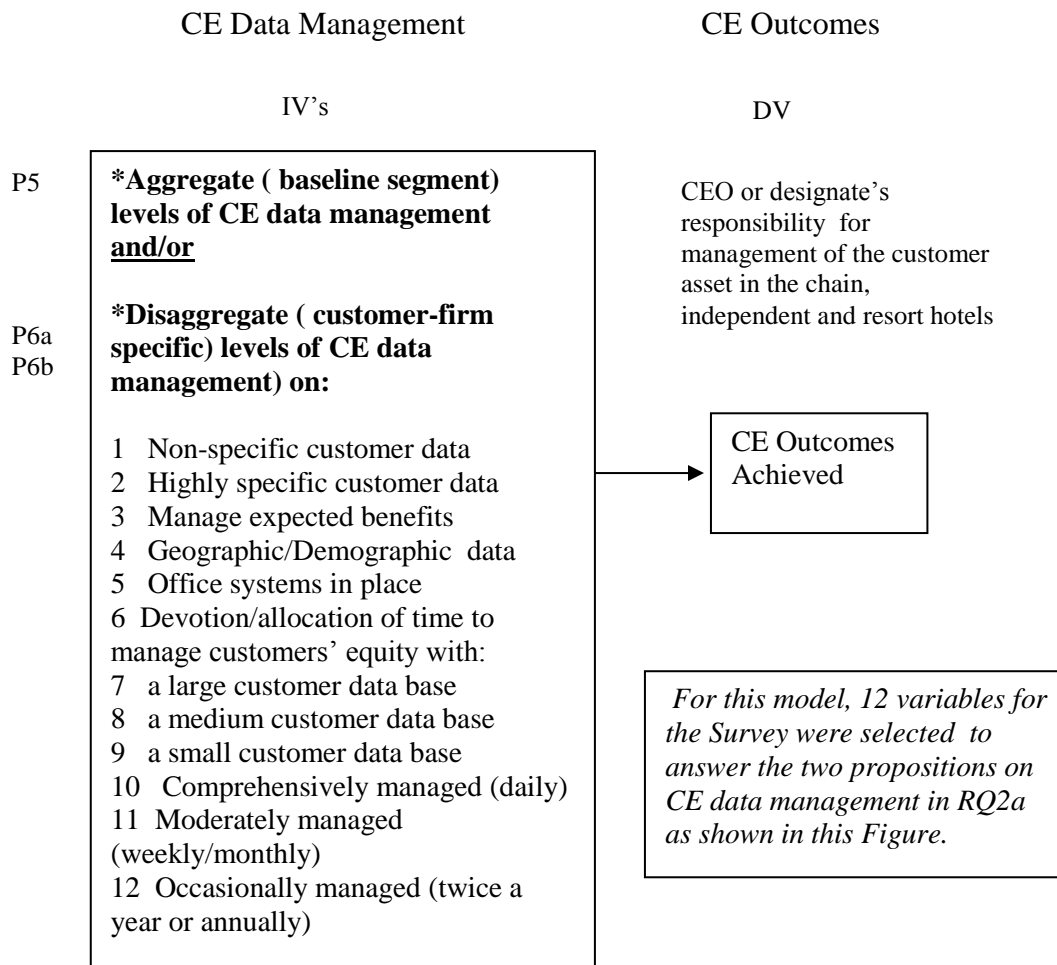 CE Data Management
CE Outcomes
IV's
DV
P5
*Aggregate ( baseline segment)
levels of CE data management
and/or
P6a
P6b
*Disaggregate ( customer-firm
specific) levels of CE data
management) on:
1 Non-specific customer data
2 Highly specific customer data
3 Manage expected benefits
4 Geographic/Demographic data
5 Office systems in place
6 Devotion/allocation of time to
manage customers' equity with:
7 a large customer data base
8 a medium customer data base
9 a small customer data base
10 Comprehensively managed (daily)
11 Moderately managed
(weekly/monthly)
12 Occasionally managed (twice a
year or annually)
CEO or designate's
responsibility for
management of the customer
asset in the chain,
independent and resort hotels
CE Outcomes
Achieved
For this model, 12 variables for
the Survey were selected to
answer the two propositions on
CE data management in RQ2a
as shown in this Figure.